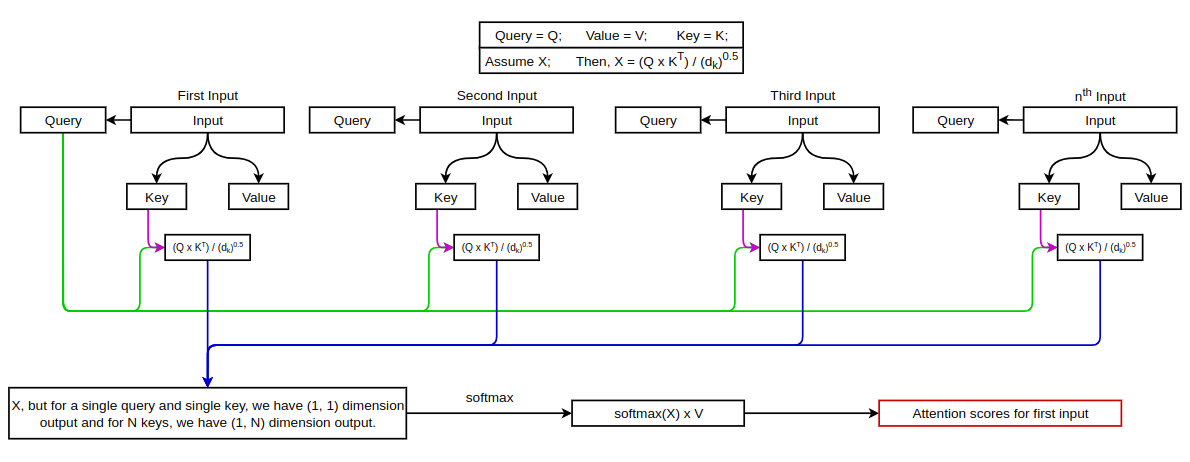 Query = Q; Value = V; Key = K;
Assume X; Then, X = (Q x K^T) / (d_k)^0.5
First Input
Second Input
Third Input
n^th Input
Query
Input
Query
Input
Query
Input
Query
Input
Key
Value
Key
Value
Key
Value
Key
Value
(Q x K^T) / (d_k)^0.5
(Q x K^T) / (d_k)^0.5
(Q x K^T) / (d_k)^0.5
(Q x K^T) / (d_k)^0.5
X, but for a single query and single key, we have (1, 1) dimension
output and for N keys, we have (1, N) dimension output.
softmax
softmax(X) x V
Attention scores for first input